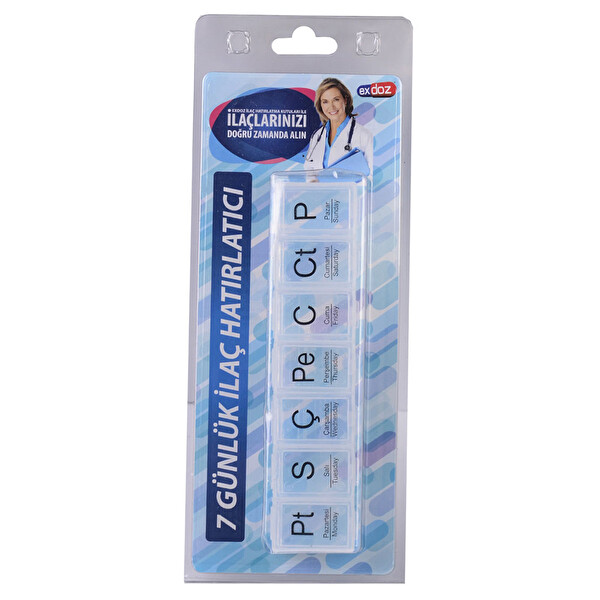 exdoz
EXDOZ İLAÇ HATIRLATMA KUTULARI İLE
İLAÇLARINIZI
DOĞRU ZAMANDA ALIN
7 GÜNLÜK İLAÇ HATIRLATICI
P
Pazar
Sunday
Ct
Cumartesi
Saturday
C
Cuma
Friday
Pe
Perşembe
Thursday
Ç
Çarşamba
Wednesday
S
Salı
Tuesday
Pt
Pazartesi
Monday